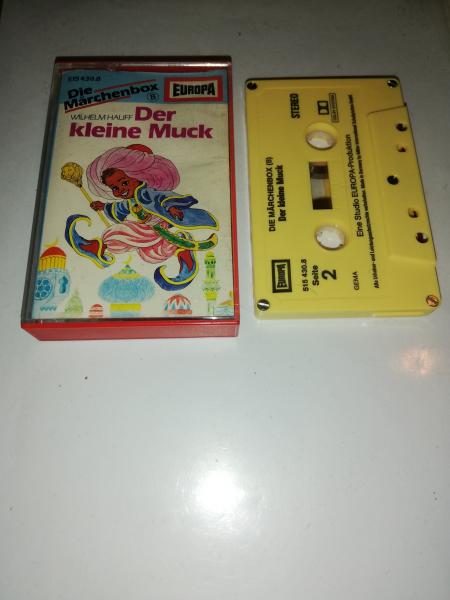 515 430.8
Die
Märchenbox
8
EUROPA
WILHELM HAUFF
Der
kleine Muck
STEREO
DIE MÄRCHENBOX (8)
Der kleine Muck
EUROPA
515 430.8
Seite
2
GEMA
Eine Studio EUROPA-Produktion